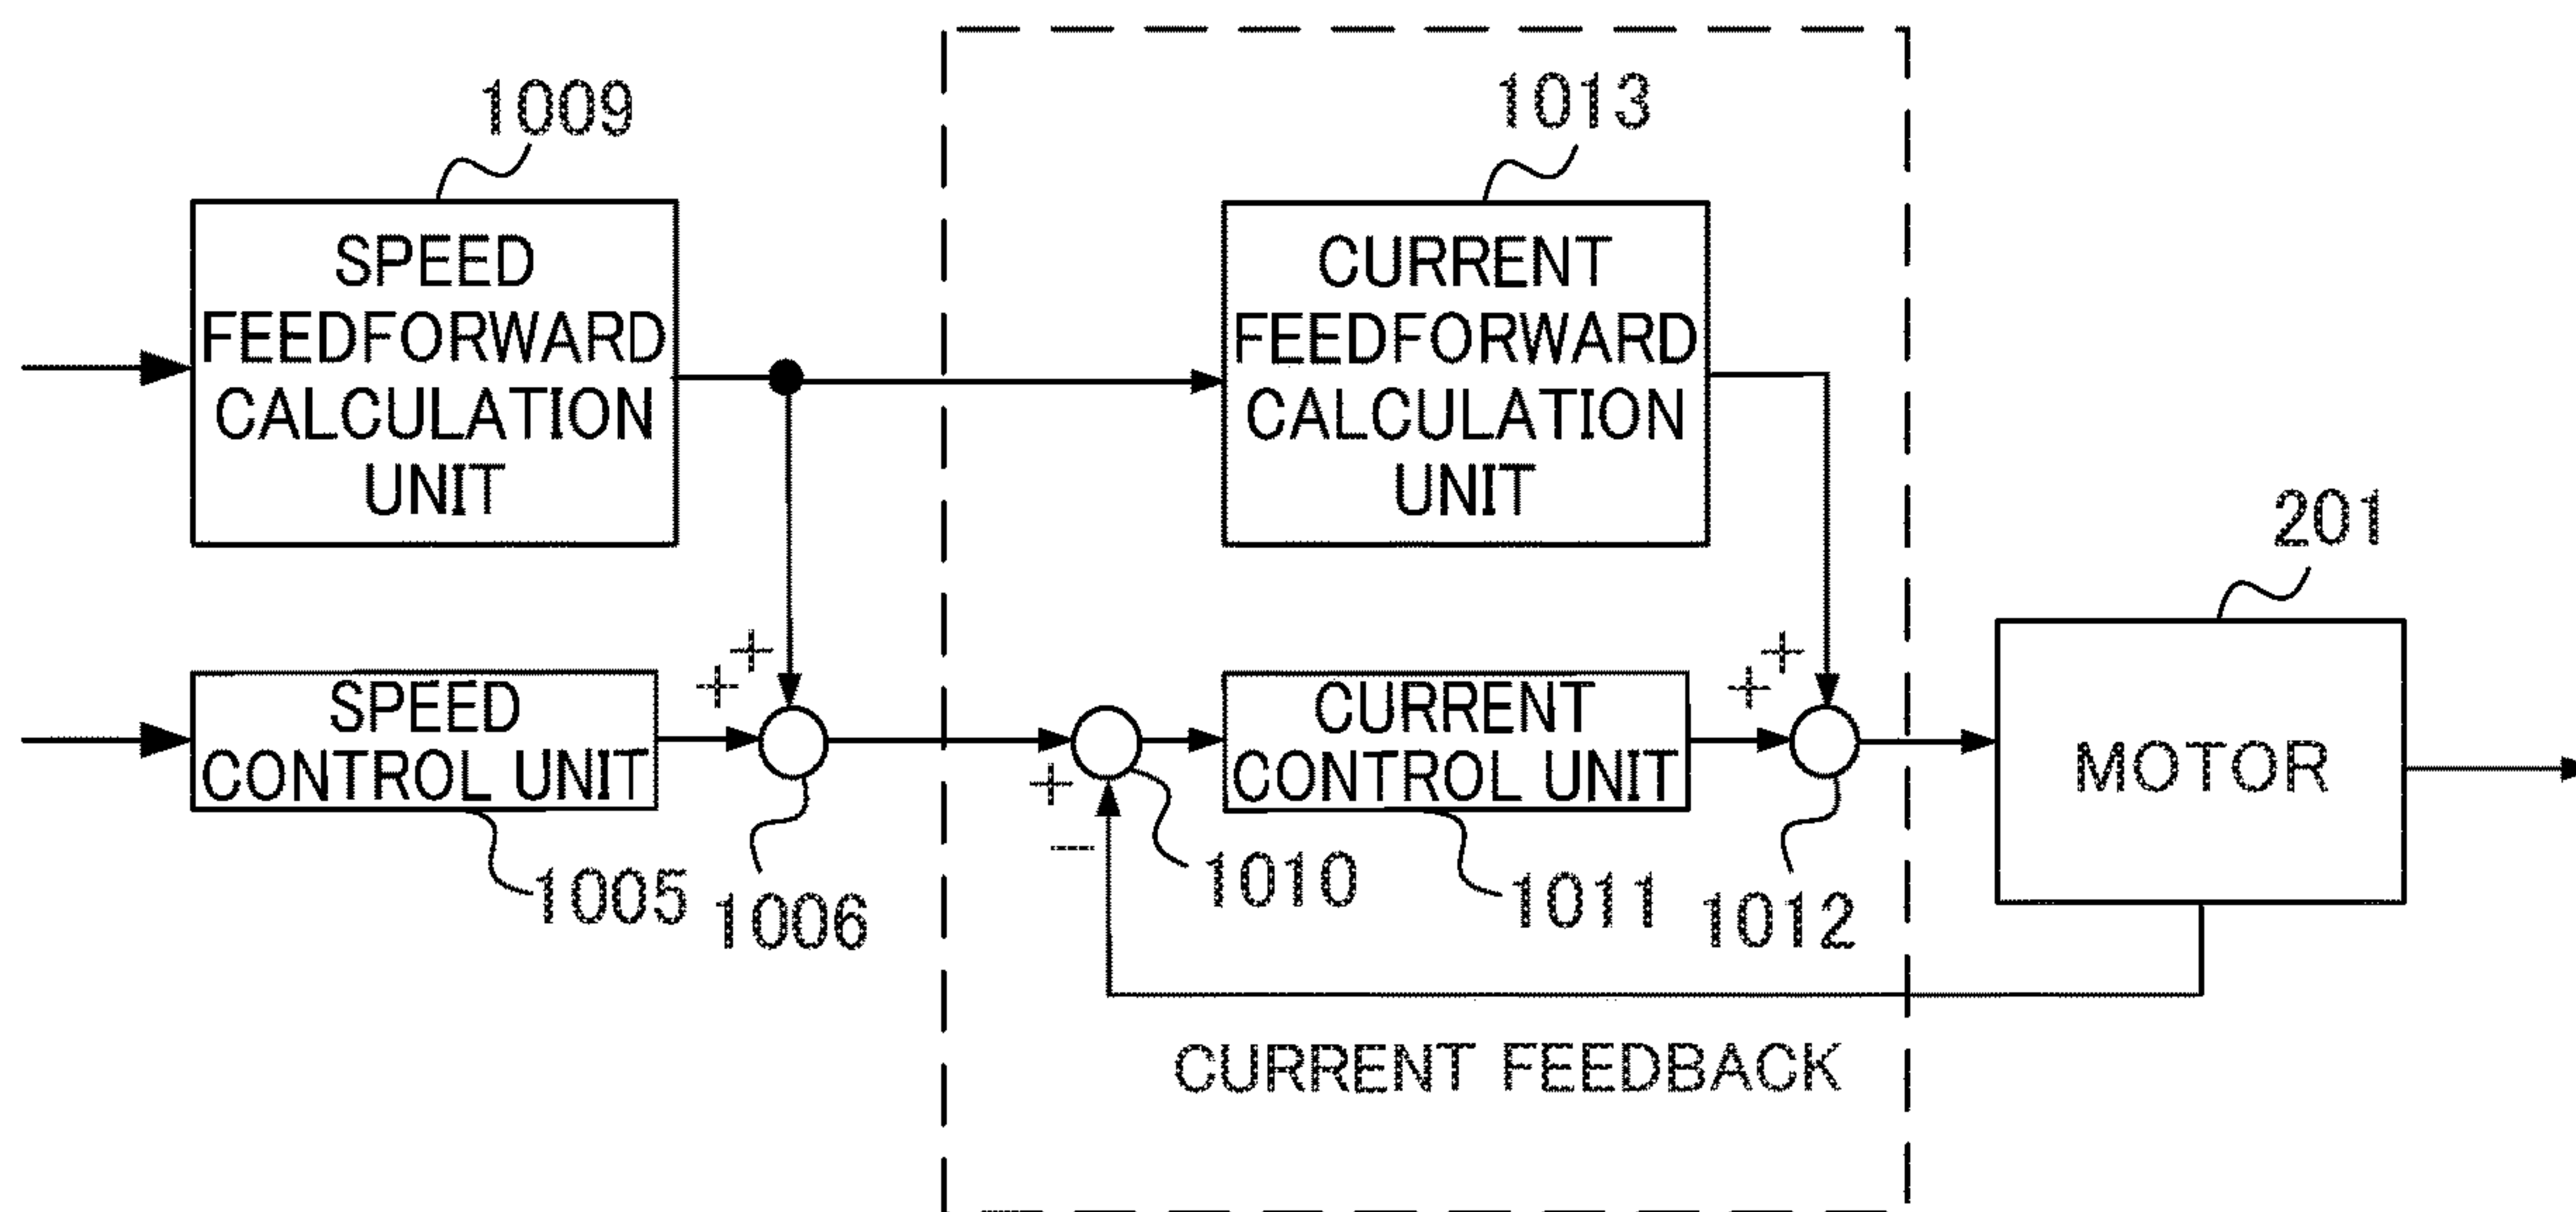 1009
SPEED
FEEDFORWARD
CALCULATION
UNIT
1013
CURRENT
FEEDFORWARD
CALCULATION
UNIT
201
MOTOR
+
+
SPEED
CONTROL UNIT
1005
1006
+
-
1010
CURRENT
CONTROL UNIT
1011
+
+
1012
CURRENT FEEDBACK